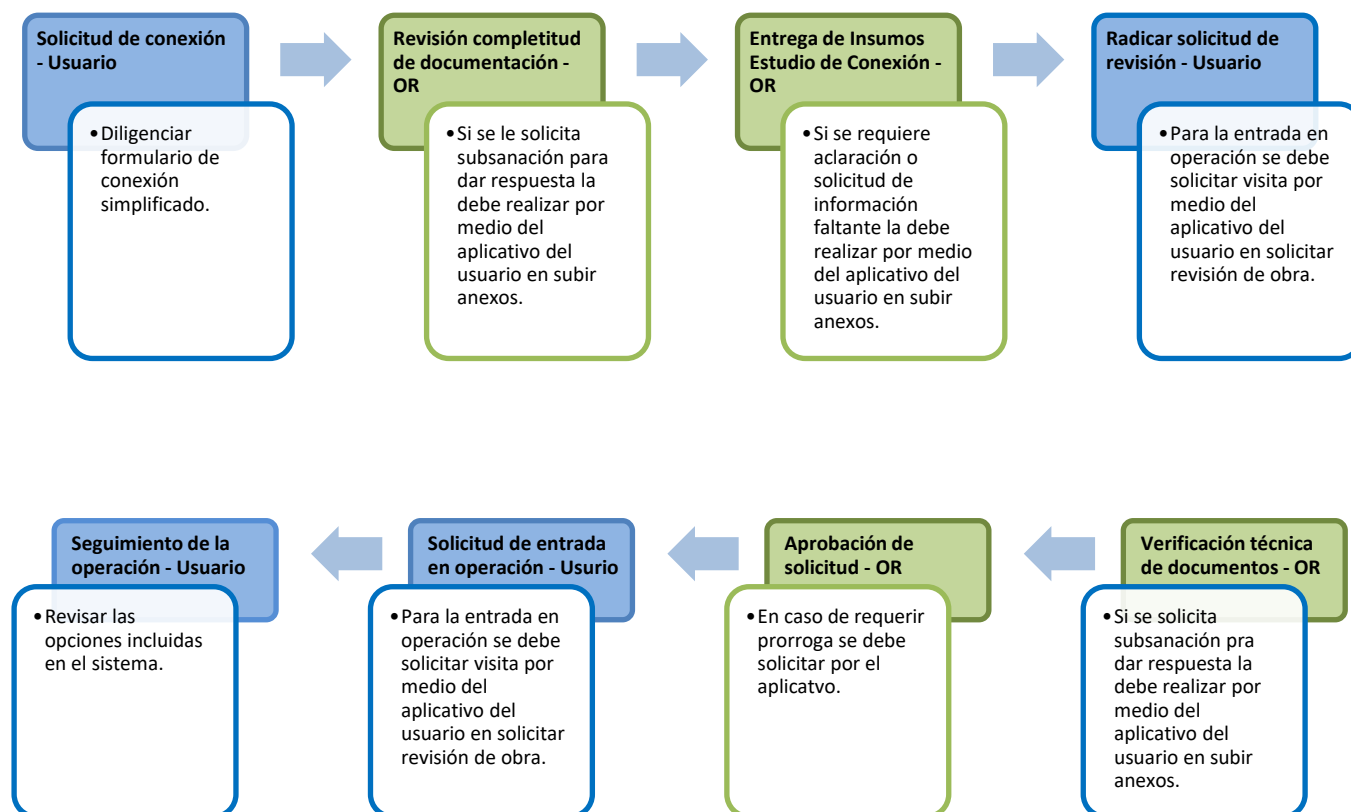 Solicitud de conexión
- Usuario
•Diligenciar
formulario de
conexión
simplificado.
Revisión completitud
de documentación -
OR
•Si se le solicita
subsanación para
dar respuesta la
debe realizar por
medio del
aplicativo del
usuario en subir
anexos.
Entrega de Insumos
Estudio de Conexión -
OR
•Si se requiere
aclaración o
solicitud de
información
faltante la debe
realizar por medio
del aplicativo del
usuario en subir
anexos.
Radicar solicitud de
revisión - Usuario
•Para la entrada en
operación se debe
solicitar visita por
medio del
aplicativo del
usuario en solicitar
revisión de obra.
Verificación técnica
de documentos - OR
•Si se solicita
subsanación pra
dar respuesta la
debe realizar por
medio del
aplicativo del
usuario en subir
anexos.
Aprobación de
solicitud - OR
•En caso de requerir
prorroga se debe
solicitar por el
aplicatvo.
Solicitud de entrada
en operación - Usurio
•Para la entrada en
operación se debe
solicitar visita por
medio del
aplicativo del
usuario en solicitar
revisión de obra.
Seguimiento de la
operación - Usuario
•Revisar las
opciones incluidas
en el sistema.